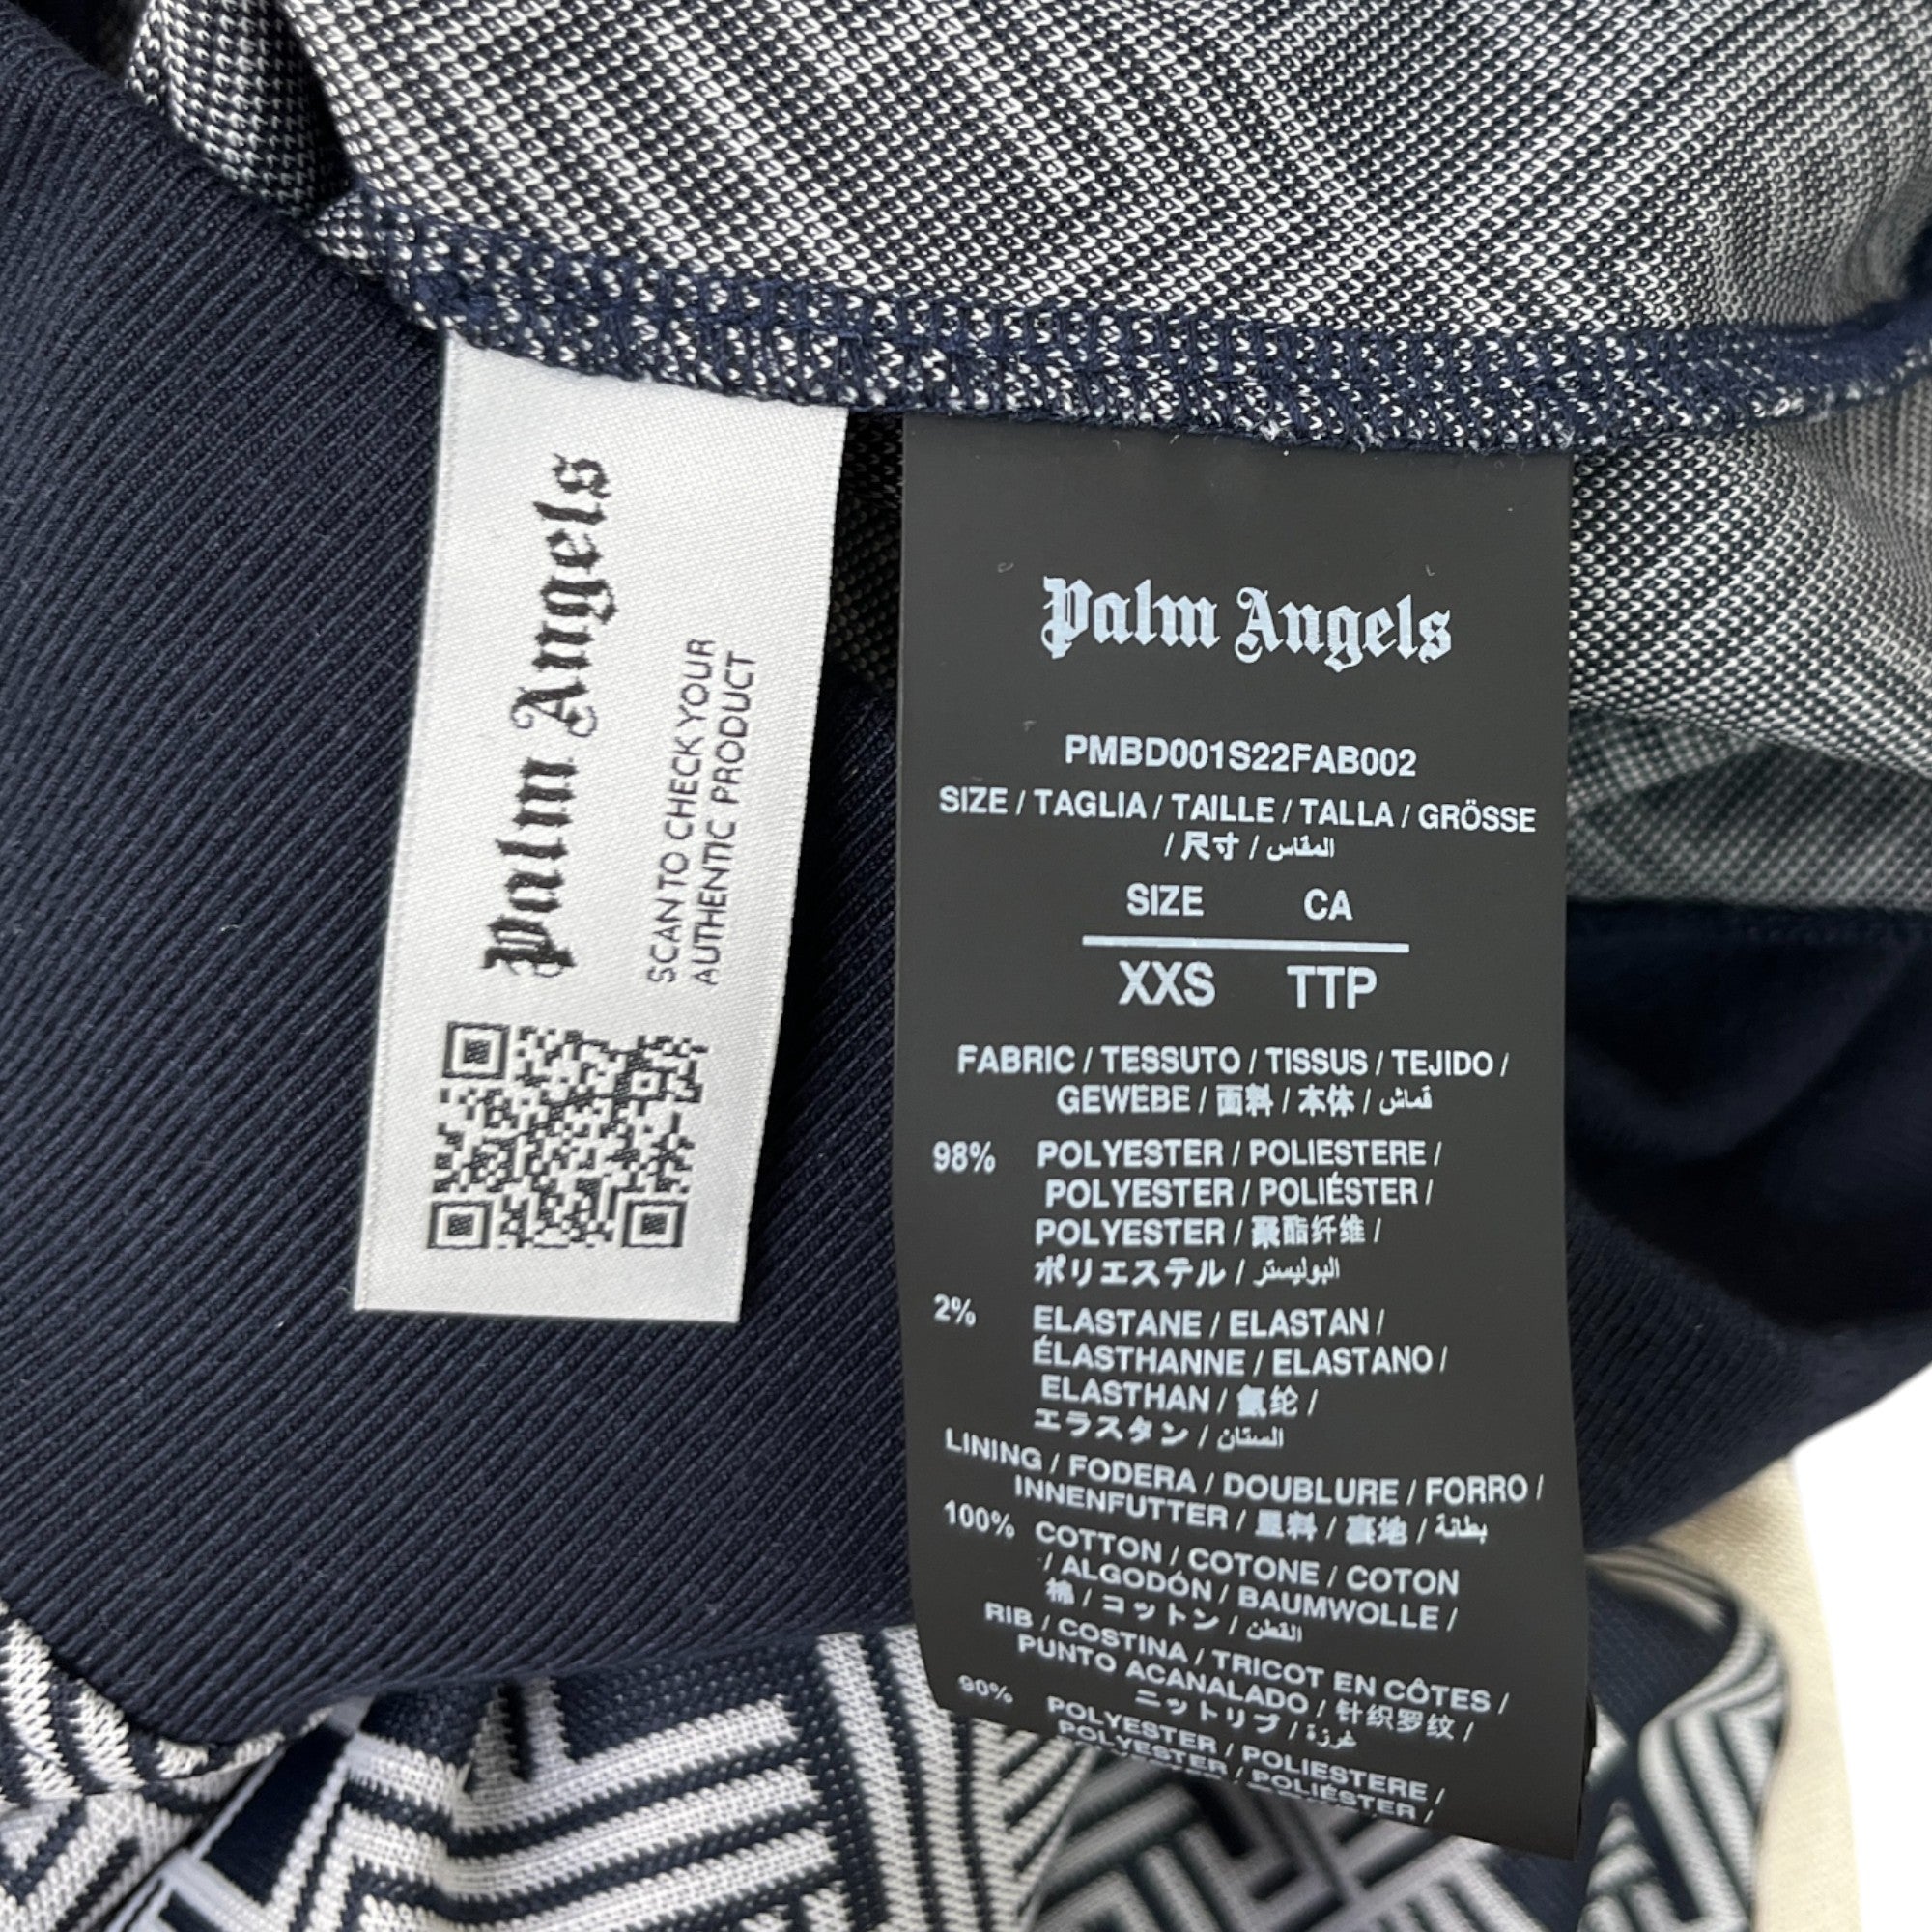 Palm Angels
SCAN TO CHECK YOUR
AUTHENTIC PRODUCT
Palm Angels
PMBD001S22FAB002
SIZE / TAGLIA / TAILLE / TALLA / GRÖSSE
/ 尺寸 / المقاس
SIZE CA
XXS TTP
FABRIC / TESSUTO / TISSUS / TEJIDO /
GEWEBE / 面料 / 本体 / قماش
98% POLYESTER / POLIESTERE /
POLYESTER / POLIÉSTER /
POLYESTER / 聚酯纤维 /
ポリエステル / البوليستر
2% ELASTANE / ELASTAN /
ÉLASTHANNE / ELASTANO /
ELASTHAN / 氨纶 /
エラスタン / الستان
LINING / FODERA / DOUBLURE / FORRO /
INNENFUTTER / 里料 / 裏地 / بطانة
100% COTTON / COTONE / COTON
/ ALGODÓN / BAUMWOLLE /
棉 / コットン / القطن
RIB / COSTINA / TRICOT EN CÔTES /
PUNTO ACANALADO / 针织罗纹 /
ニットリブ / غرزة
90% POLYESTER / POLIESTERE /
POLYESTER / POLIÉSTER /